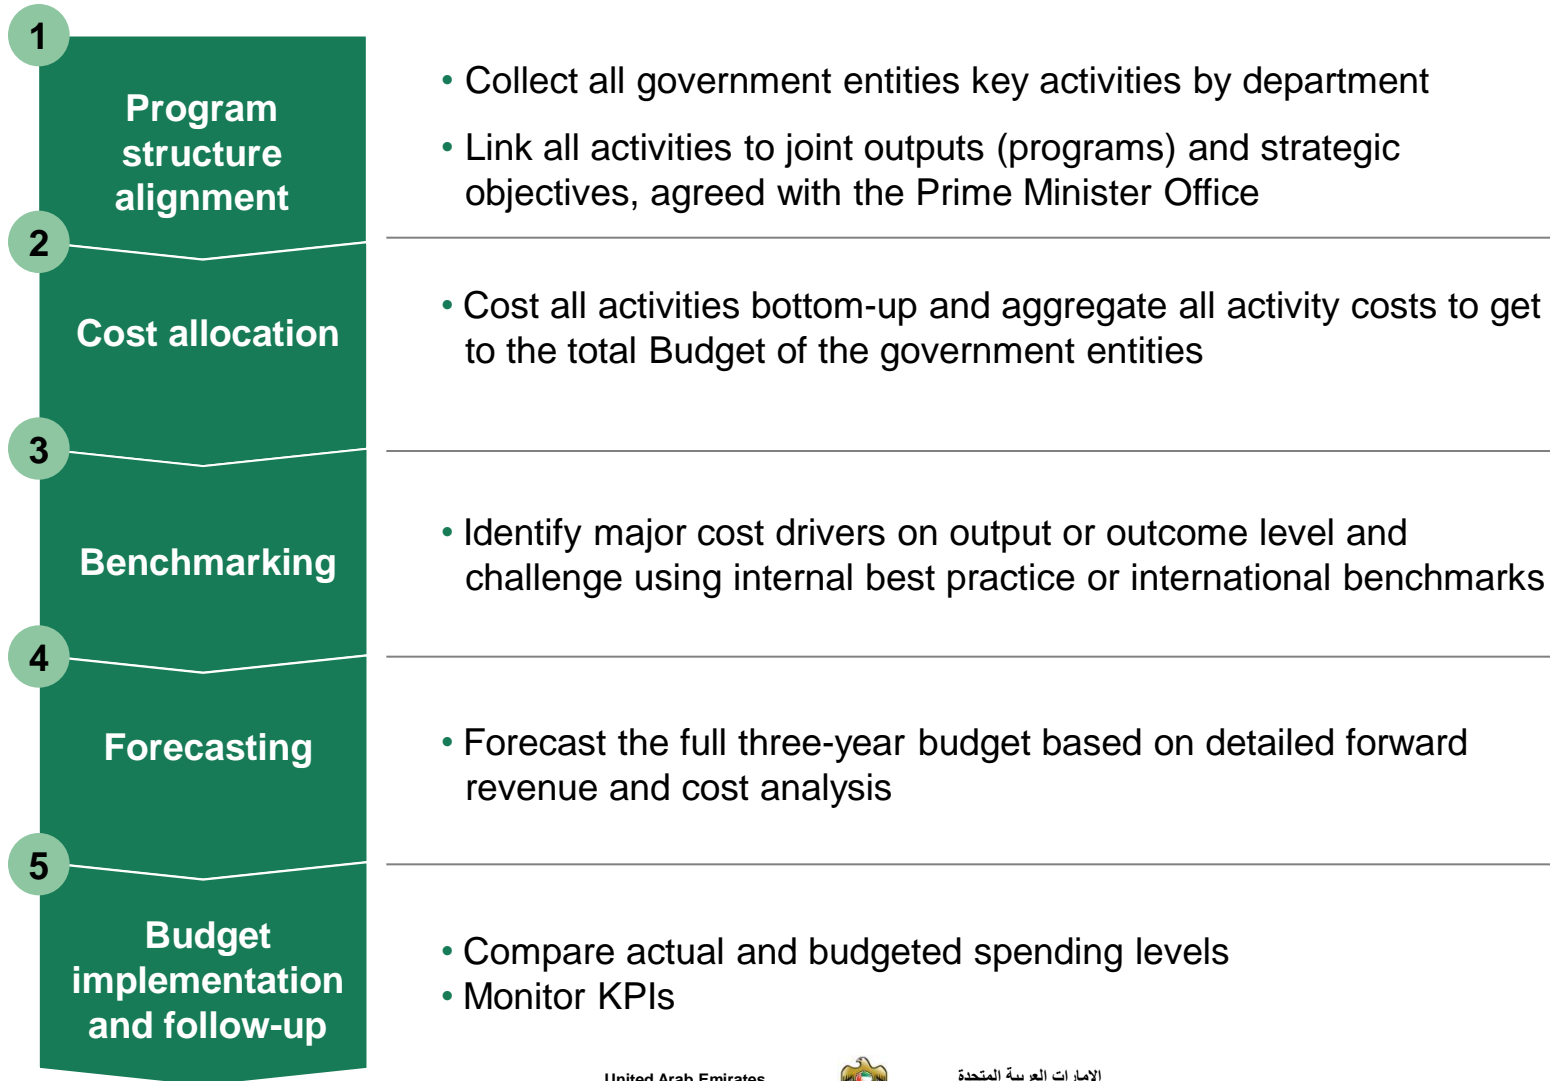 1
Program
structure
alignment
• Collect all government entities key activities by department
• Link all activities to joint outputs (programs) and strategic
objectives, agreed with the Prime Minister Office
2
Cost allocation
• Cost all activities bottom-up and aggregate all activity costs to get
to the total Budget of the government entities
3
Benchmarking
• Identify major cost drivers on output or outcome level and
challenge using internal best practice or international benchmarks
4
Forecasting
• Forecast the full three-year budget based on detailed forward
revenue and cost analysis
5
Budget
implementation
and follow-up
• Compare actual and budgeted spending levels
• Monitor KPIs
United Arab Emirates
الامارات العربية المتحدة